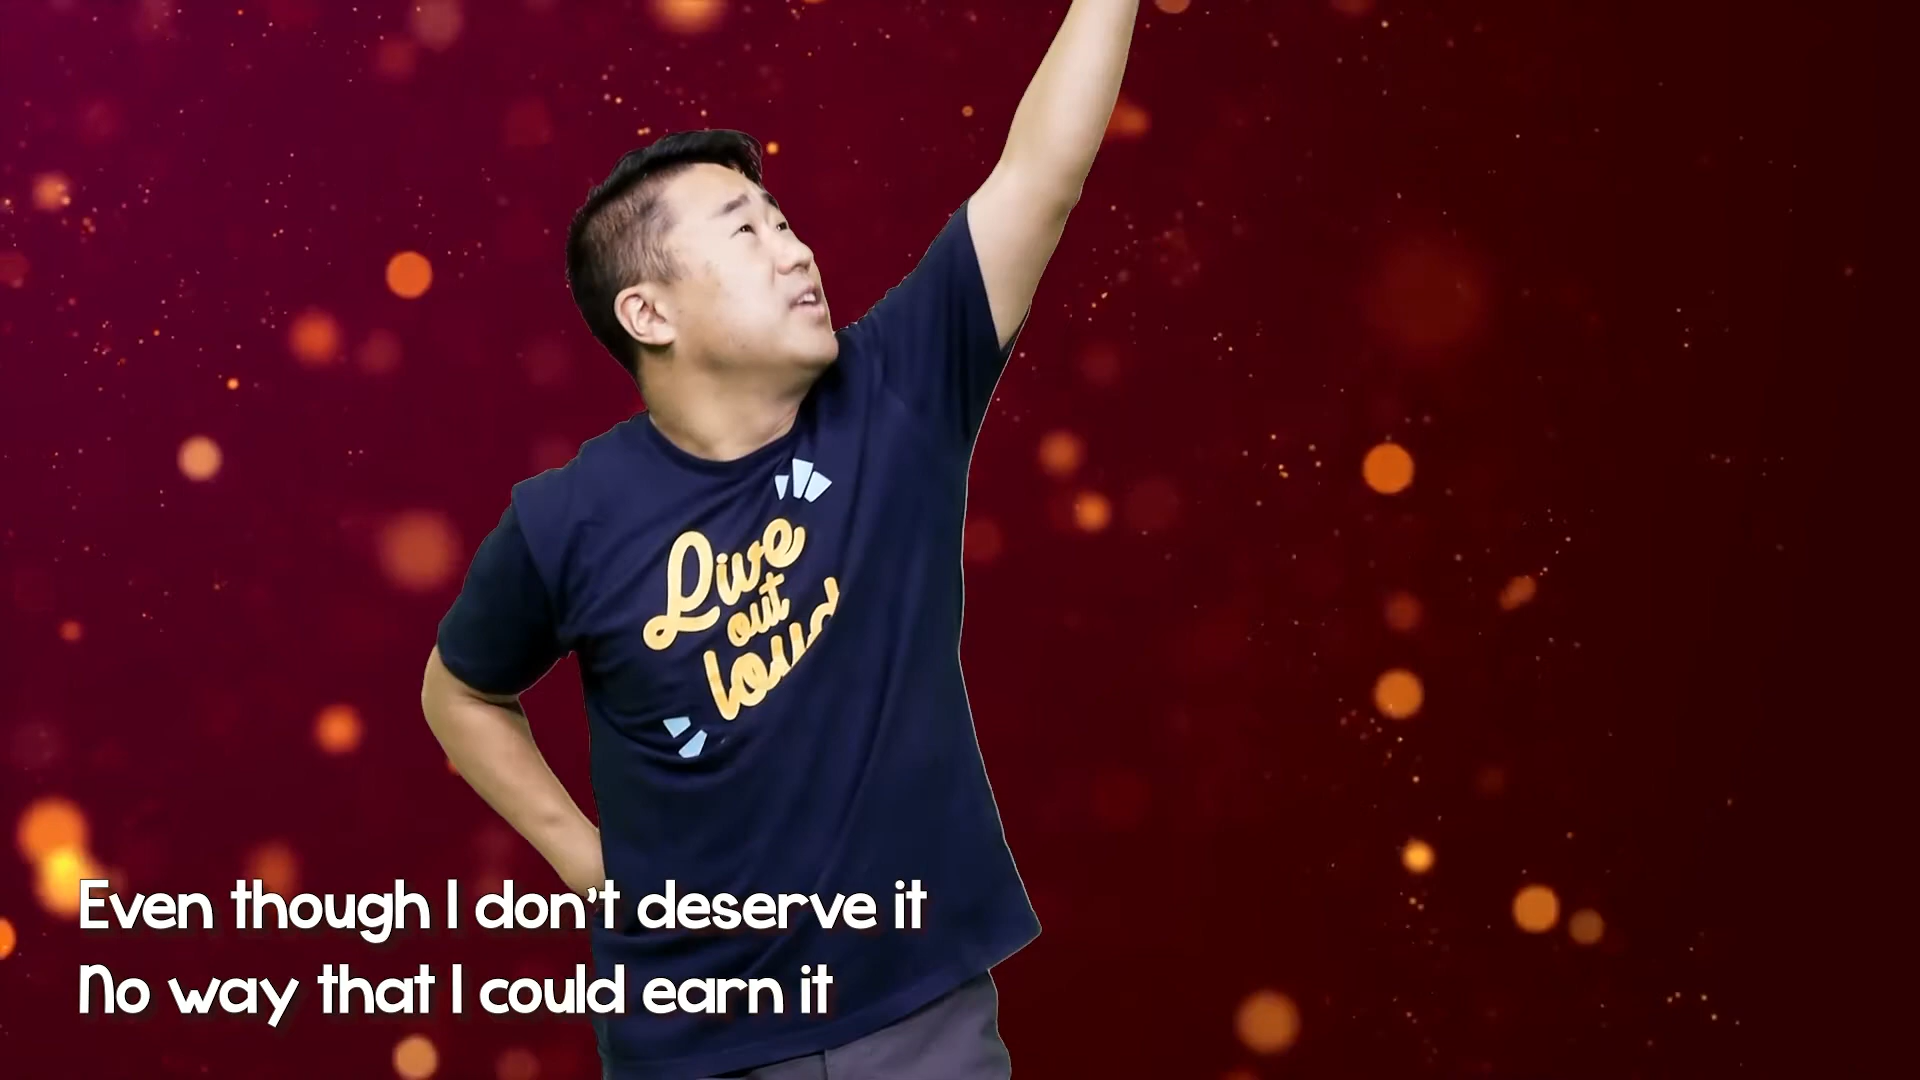 Live
out
loud
Even though I don't deserve it
No way that I could earn it